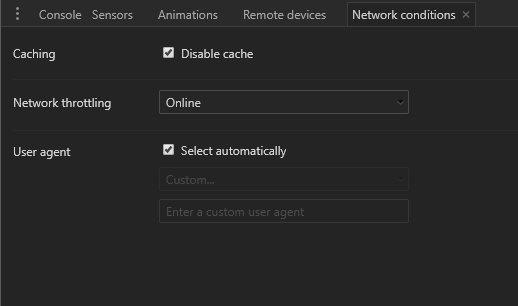 Console Sensors Animations Remote devices Network conditions ×
Caching Disable cache
Network throttling Online
User agent Select automatically
Custom...
Enter a custom user agent